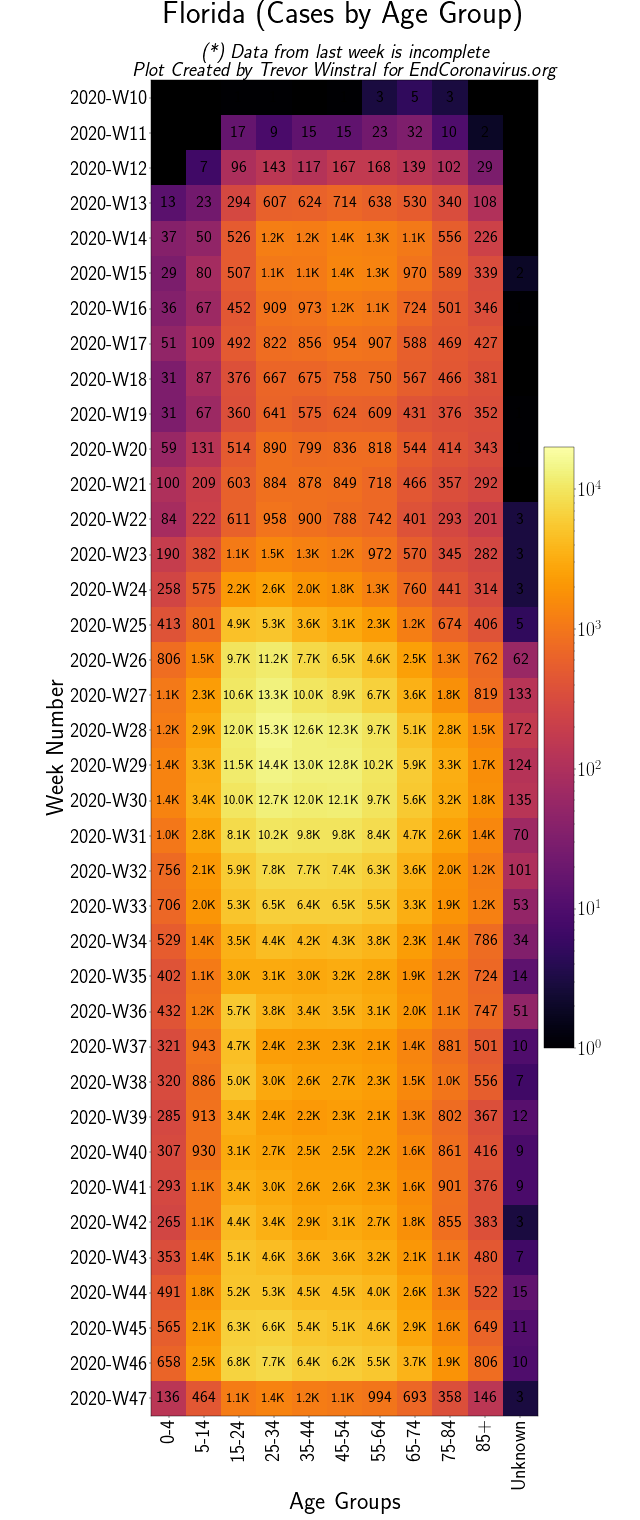 Florida (Cases by Age Group)
(*) Data from last week is incomplete
Plot Created by Trevor Winstral for EndCoronavirus.org
2020-W10 3 5 3
2020-W11 17 9 15 15 23 32 10 2
2020-W12 7 96 143 117 167 168 139 102 29
2020-W13 13 23 294 607 624 714 638 530 340 108
2020-W14 37 50 526 1.2K 1.2K 1.4K 1.3K 1.1K 556 226
2020-W15 29 80 507 1.1K 1.1K 1.4K 1.3K 970 589 339 2
2020-W16 36 67 452 909 973 1.2K 1.1K 724 501 346
2020-W17 51 109 492 822 856 954 907 588 469 427
2020-W18 31 87 376 667 675 758 750 567 466 381
2020-W19 31 67 360 641 575 624 609 431 376 352
2020-W20 59 131 514 890 799 836 818 544 414 343
2020-W21 100 209 603 884 878 849 718 466 357 292
2020-W22 84 222 611 958 900 788 742 401 293 201 3
2020-W23 190 382 1.1K 1.5K 1.3K 1.2K 972 570 345 282 3
2020-W24 258 575 2.2K 2.6K 2.0K 1.8K 1.3K 760 441 314 3
2020-W25 413 801 4.9K 5.3K 3.6K 3.1K 2.3K 1.2K 674 406 5
2020-W26 806 1.5K 9.7K 11.2K 7.7K 6.5K 4.6K 2.5K 1.3K 762 62
2020-W27 1.1K 2.3K 10.6K 13.3K 10.0K 8.9K 6.7K 3.6K 1.8K 819 133
2020-W28 1.2K 2.9K 12.0K 15.3K 12.6K 12.3K 9.7K 5.1K 2.8K 1.5K 172
2020-W29 1.4K 3.3K 11.5K 14.4K 13.0K 12.8K 10.2K 5.9K 3.3K 1.7K 124
2020-W30 1.4K 3.4K 10.0K 12.7K 12.0K 12.1K 9.7K 5.6K 3.2K 1.8K 135
2020-W31 1.0K 2.8K 8.1K 10.2K 9.8K 9.8K 8.4K 4.7K 2.6K 1.4K 70
2020-W32 756 2.1K 5.9K 7.8K 7.7K 7.4K 6.3K 3.6K 2.0K 1.2K 101
2020-W33 706 2.0K 5.3K 6.5K 6.4K 6.5K 5.5K 3.3K 1.9K 1.2K 53
2020-W34 529 1.4K 3.5K 4.4K 4.2K 4.3K 3.8K 2.3K 1.4K 786 34
2020-W35 402 1.1K 3.0K 3.1K 3.0K 3.2K 2.8K 1.9K 1.2K 724 14
2020-W36 432 1.2K 5.7K 3.8K 3.4K 3.5K 3.1K 2.0K 1.1K 747 51
2020-W37 321 943 4.7K 2.4K 2.3K 2.3K 2.1K 1.4K 881 501 10
2020-W38 320 886 5.0K 3.0K 2.6K 2.7K 2.3K 1.5K 1.0K 556 7
2020-W39 285 913 3.4K 2.4K 2.2K 2.3K 2.1K 1.3K 802 367 12
2020-W40 307 930 3.1K 2.7K 2.5K 2.5K 2.2K 1.6K 861 416 9
2020-W41 293 1.1K 3.4K 3.0K 2.6K 2.6K 2.3K 1.6K 901 376 9
2020-W42 265 1.1K 4.4K 3.4K 2.9K 3.1K 2.7K 1.8K 855 383 3
2020-W43 353 1.4K 5.1K 4.6K 3.6K 3.6K 3.2K 2.1K 1.1K 480 7
2020-W44 491 1.8K 5.2K 5.3K 4.5K 4.5K 4.0K 2.6K 1.3K 522 15
2020-W45 565 2.1K 6.3K 6.6K 5.4K 5.1K 4.6K 2.9K 1.6K 649 11
2020-W46 658 2.5K 6.8K 7.7K 6.4K 6.2K 5.5K 3.7K 1.9K 806 10
2020-W47 136 464 1.1K 1.4K 1.2K 1.1K 994 693 358 146 3
0-4 5-14 15-24 25-34 35-44 45-54 55-64 65-74 75-84 85+ Unknown
Age Groups
Week Number
10⁴
10³
10²
10¹
10⁰